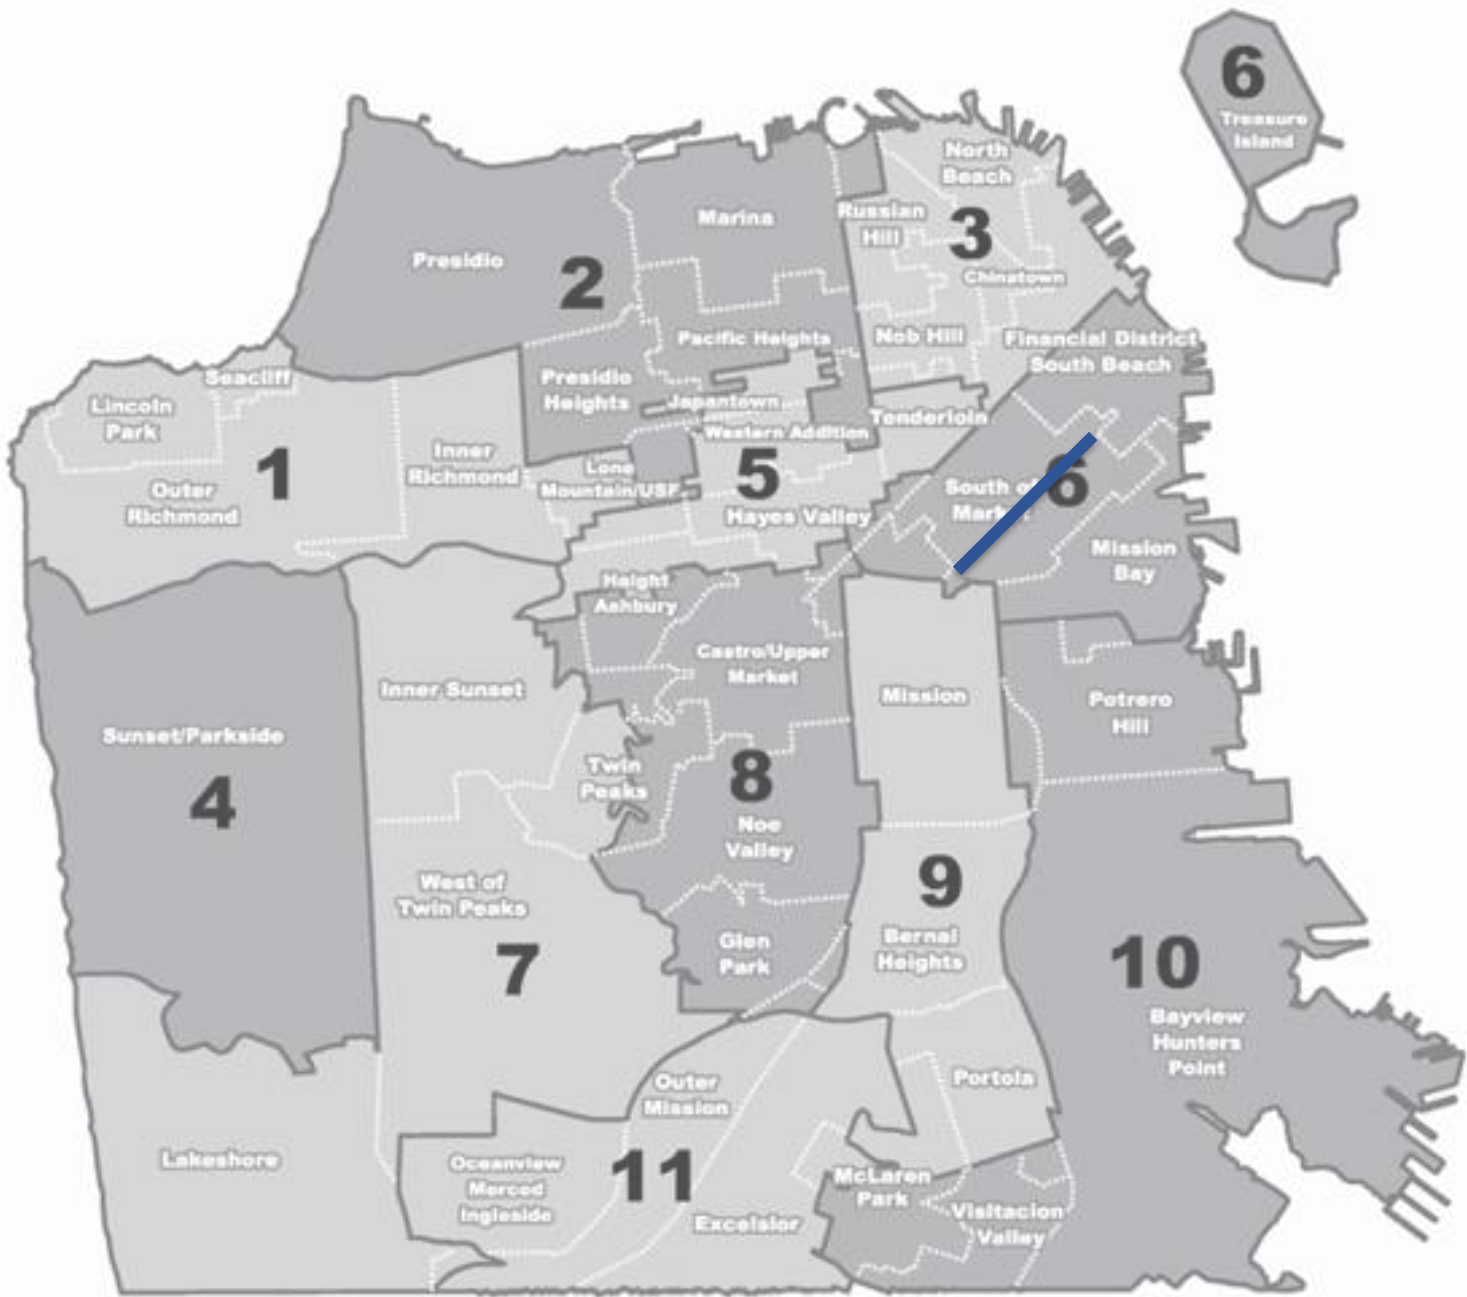 6
Treasure
Island
North
Beach
Marina
Russian
Hill
3
Presidio
2
Chinatown
Pacific Heights
Nob Hill
Financial District
South Beach
Seacliff
Presidio
Heights
Japantown
Lincoln
Park
Tenderloin
Western Addition
1
Inner
Richmond
Lone
Mountain/USF
5
South of
Market
6
Outer
Richmond
Hayes Valley
Mission
Bay
Haight
Ashbury
Castro/Upper
Market
Inner Sunset
Mission
Potrero
Hill
Sunset/Parkside
4
Twin
Peaks
8
Noe
Valley
West of
Twin Peaks
9
Bernal
Heights
7
Glen
Park
10
Bayview
Hunters
Point
Outer
Mission
Portola
Lakeshore
Oceanview
Merced
Ingleside
11
McLaren
Park
Excelsior
Visitacion
Valley